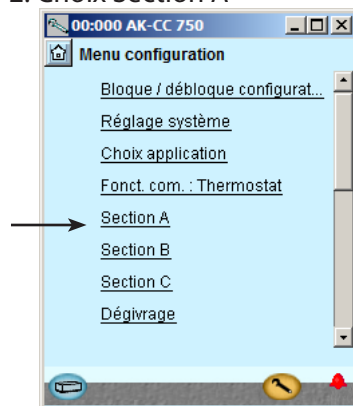 2. Choix Section A
00:000 AK-CC 750
Menu configuration
Bloque / débloque configurat...
Réglage système
Choix application
Fonct. com. : Thermostat
Section A
Section B
Section C
Dégivrage